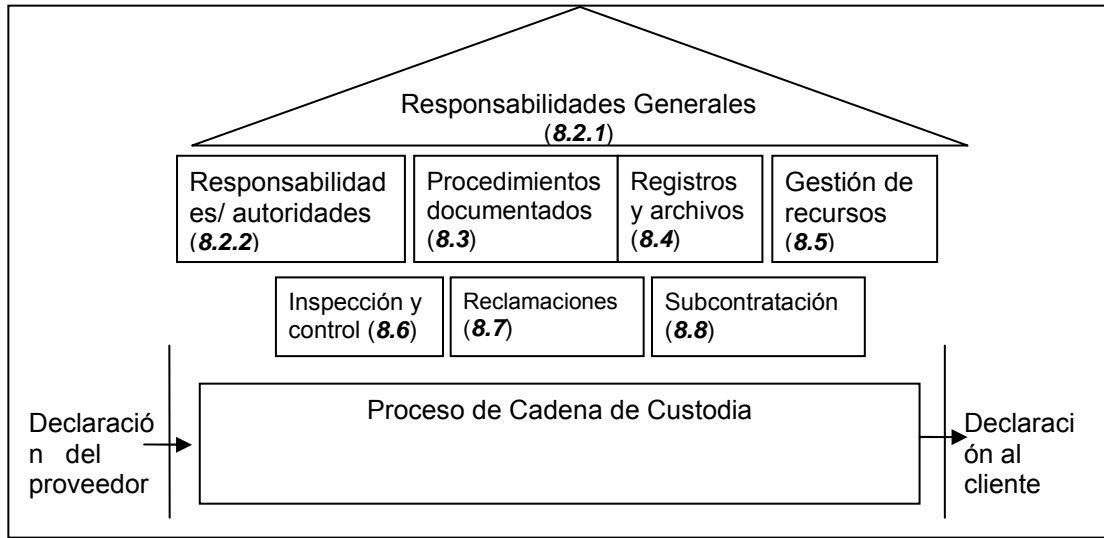 Responsabilidades Generales
(8.2.1)
Responsabilidad
es/ autoridades
(8.2.2)
Procedimientos
documentados
(8.3)
Registros
y archivos
(8.4)
Gestión de
recursos
(8.5)
Inspección y
control (8.6)
Reclamaciones
(8.7)
Subcontratación
(8.8)
Declaració
n del
proveedor
Proceso de Cadena de Custodia
Declaraci
ón al
cliente